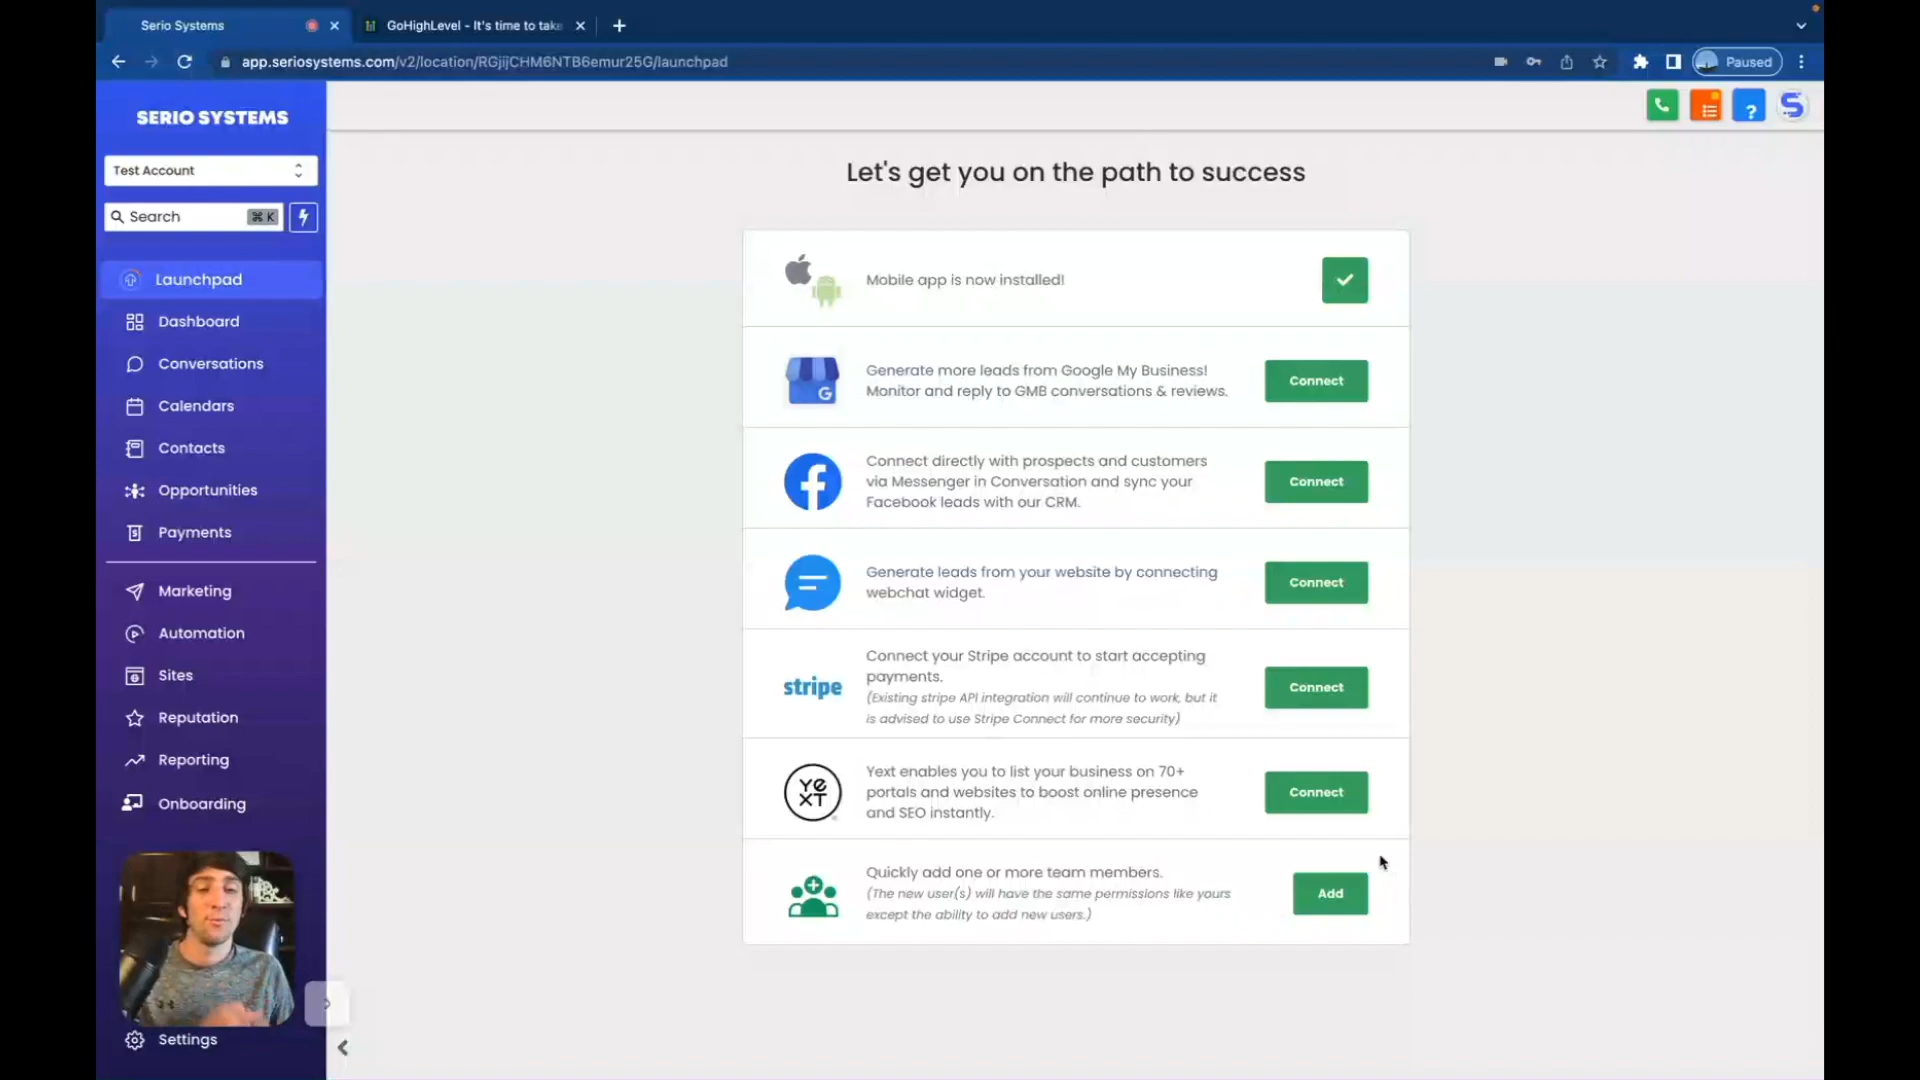 Serio Systems
GoHighLevel - It's time to take
app.seriosystems.com/v2/location/RGjijCHM6NTB6emur25G/launchpad
Paused
SERIO SYSTEMS
Test Account
Search
⌘ K
Launchpad
Dashboard
Conversations
Calendars
Contacts
Opportunities
Payments
Marketing
Automation
Sites
Reputation
Reporting
Onboarding
Settings
Let's get you on the path to success
Mobile app is now installed!
Generate more leads from Google My Business!
Monitor and reply to GMB conversations & reviews.
Connect
Connect directly with prospects and customers
via Messenger in Conversation and sync your
Facebook leads with our CRM.
Connect
Generate leads from your website by connecting
webchat widget.
Connect
stripe
Connect your Stripe account to start accepting
payments.
(Existing stripe API integration will continue to work, but it
is advised to use Stripe Connect for more security)
Connect
YEXT
Yext enables you to list your business on 70+
portals and websites to boost online presence
and SEO instantly.
Connect
Quickly add one or more team members.
(The new user(s) will have the same permissions like yours
except the ability to add new users.)
Add